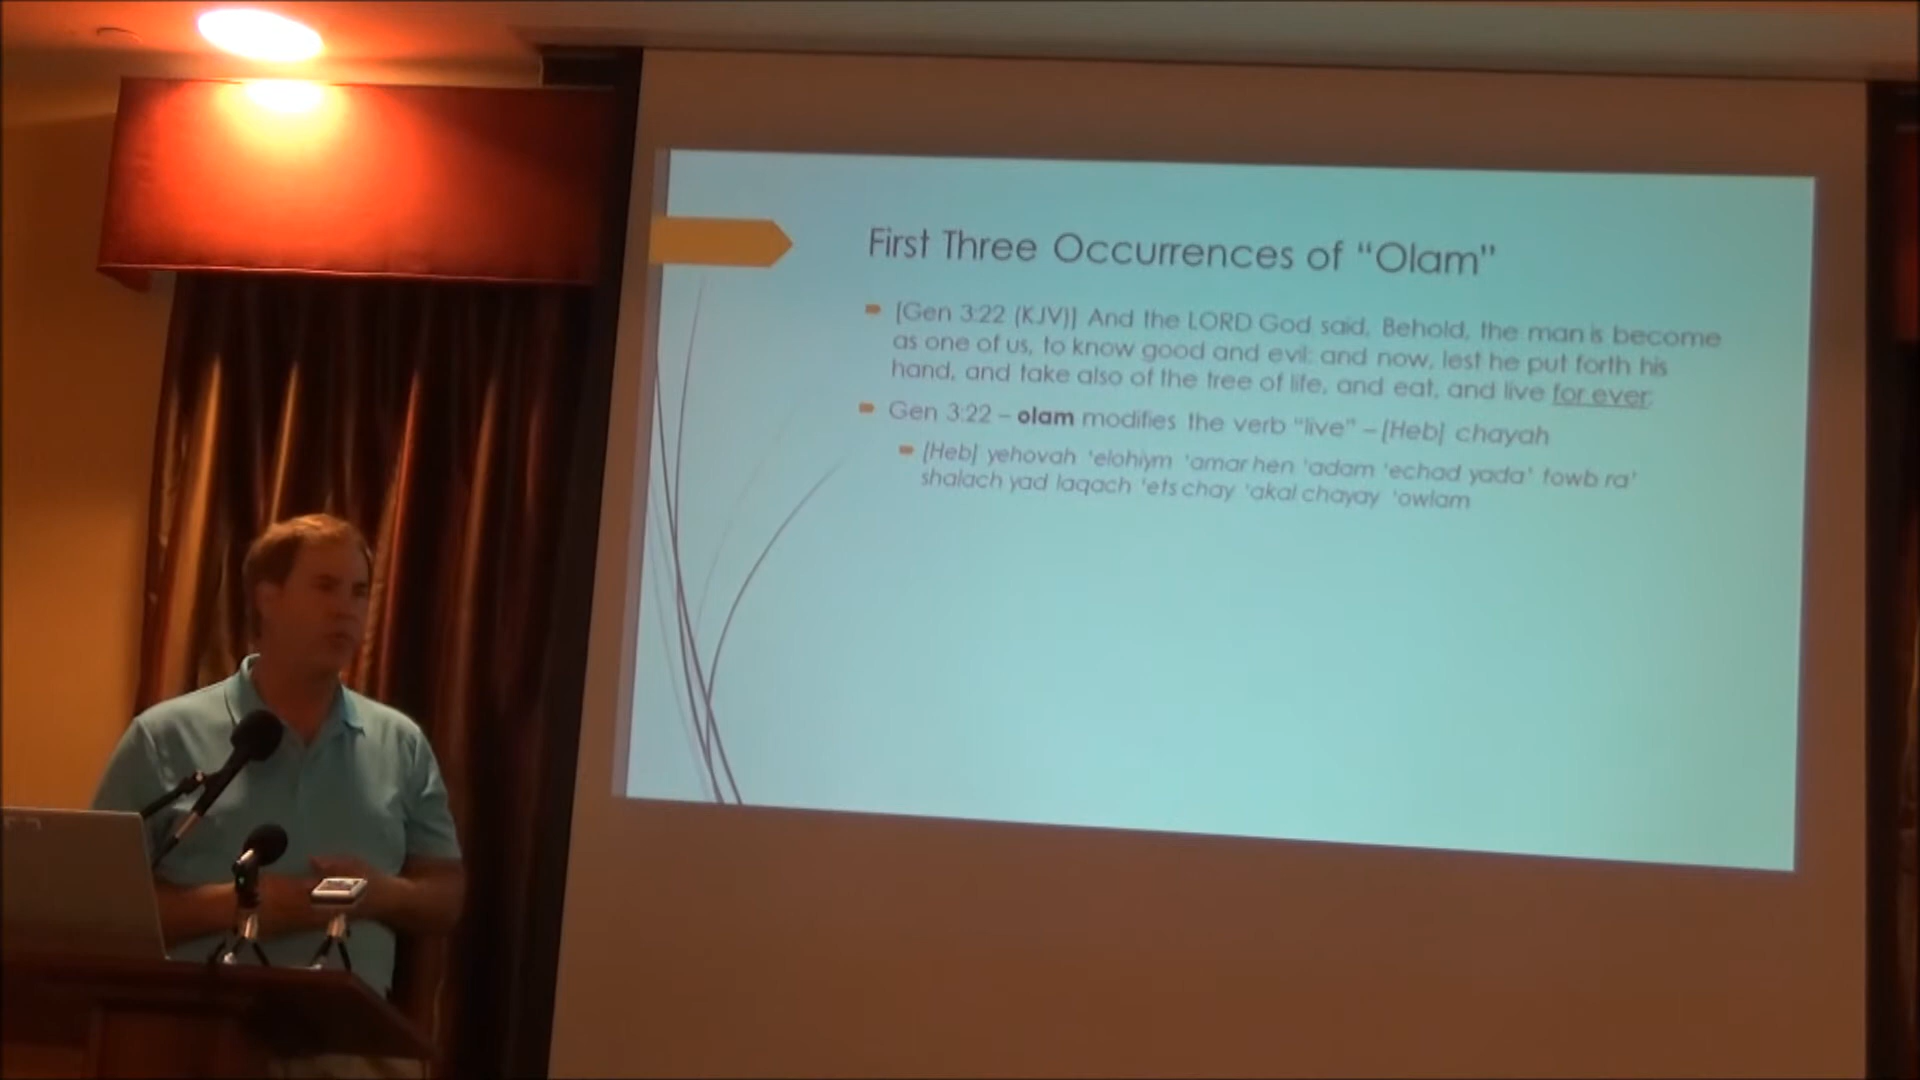 First Three Occurrences of “Olam”
[Gen 3:22 (KJV)] And the LORD God said, Behold, the man is become
as one of us, to know good and evil: and now, lest he put forth his
hand, and take also of the tree of life, and eat, and live for ever:
Gen 3:22 – olam modifies the verb “live” – [Heb] chayah
[Heb] yehovah 'elohiym 'amar hen 'adam 'echad yada' towb ra'
shalach yad laqach 'ets chay 'akal chayay 'owlam